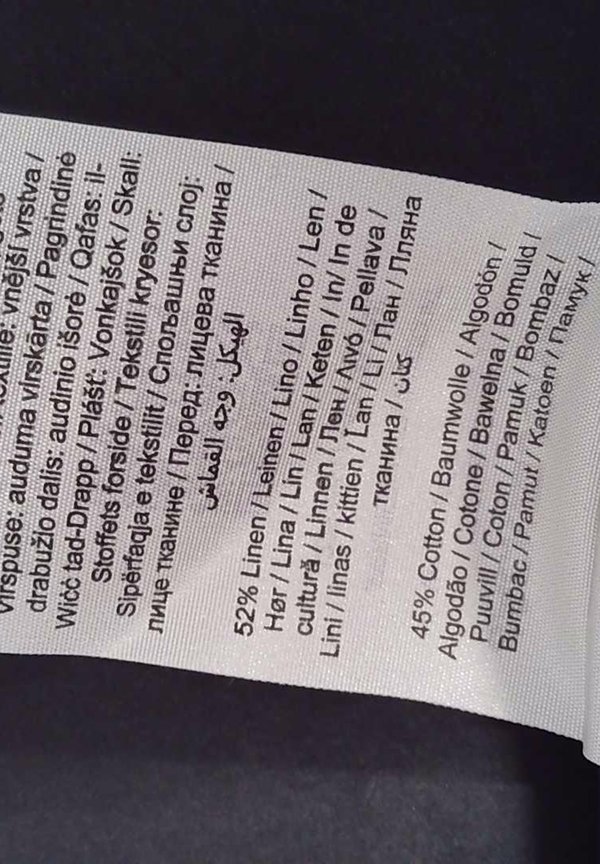 virspuse: auduma virskārta / Pagrindinė
drabužio dalis: audinio išorė / Qafas: Il-
Wiċċ tad-Drapp / Plášť: Vonkajšok / Skall:
Stoffets forside / Tekstili kryesor:
Sipërfaqja e tekstilit / Спољашњи слој:
лице тканине / Перед: лицева тканина /
الهيكل: وجه القماش
52% Linen / Leinen / Lino / Linho / Len /
Hør / Lina / Lin / Lan / Keten / In/ In de
cultură / Linnen / Лен / Λινό / Pellava /
Lini / linas / kittien / Ľan / Li / Лан / Лляна
тканина / كتان
45% Cotton / Baumwolle / Algodón /
Algodão / Cotone / Bawełna / Bomuld /
Puuvill / Coton / Pamuk / Bombaz /
Bumbac / Pamut / Katoen / Памук /